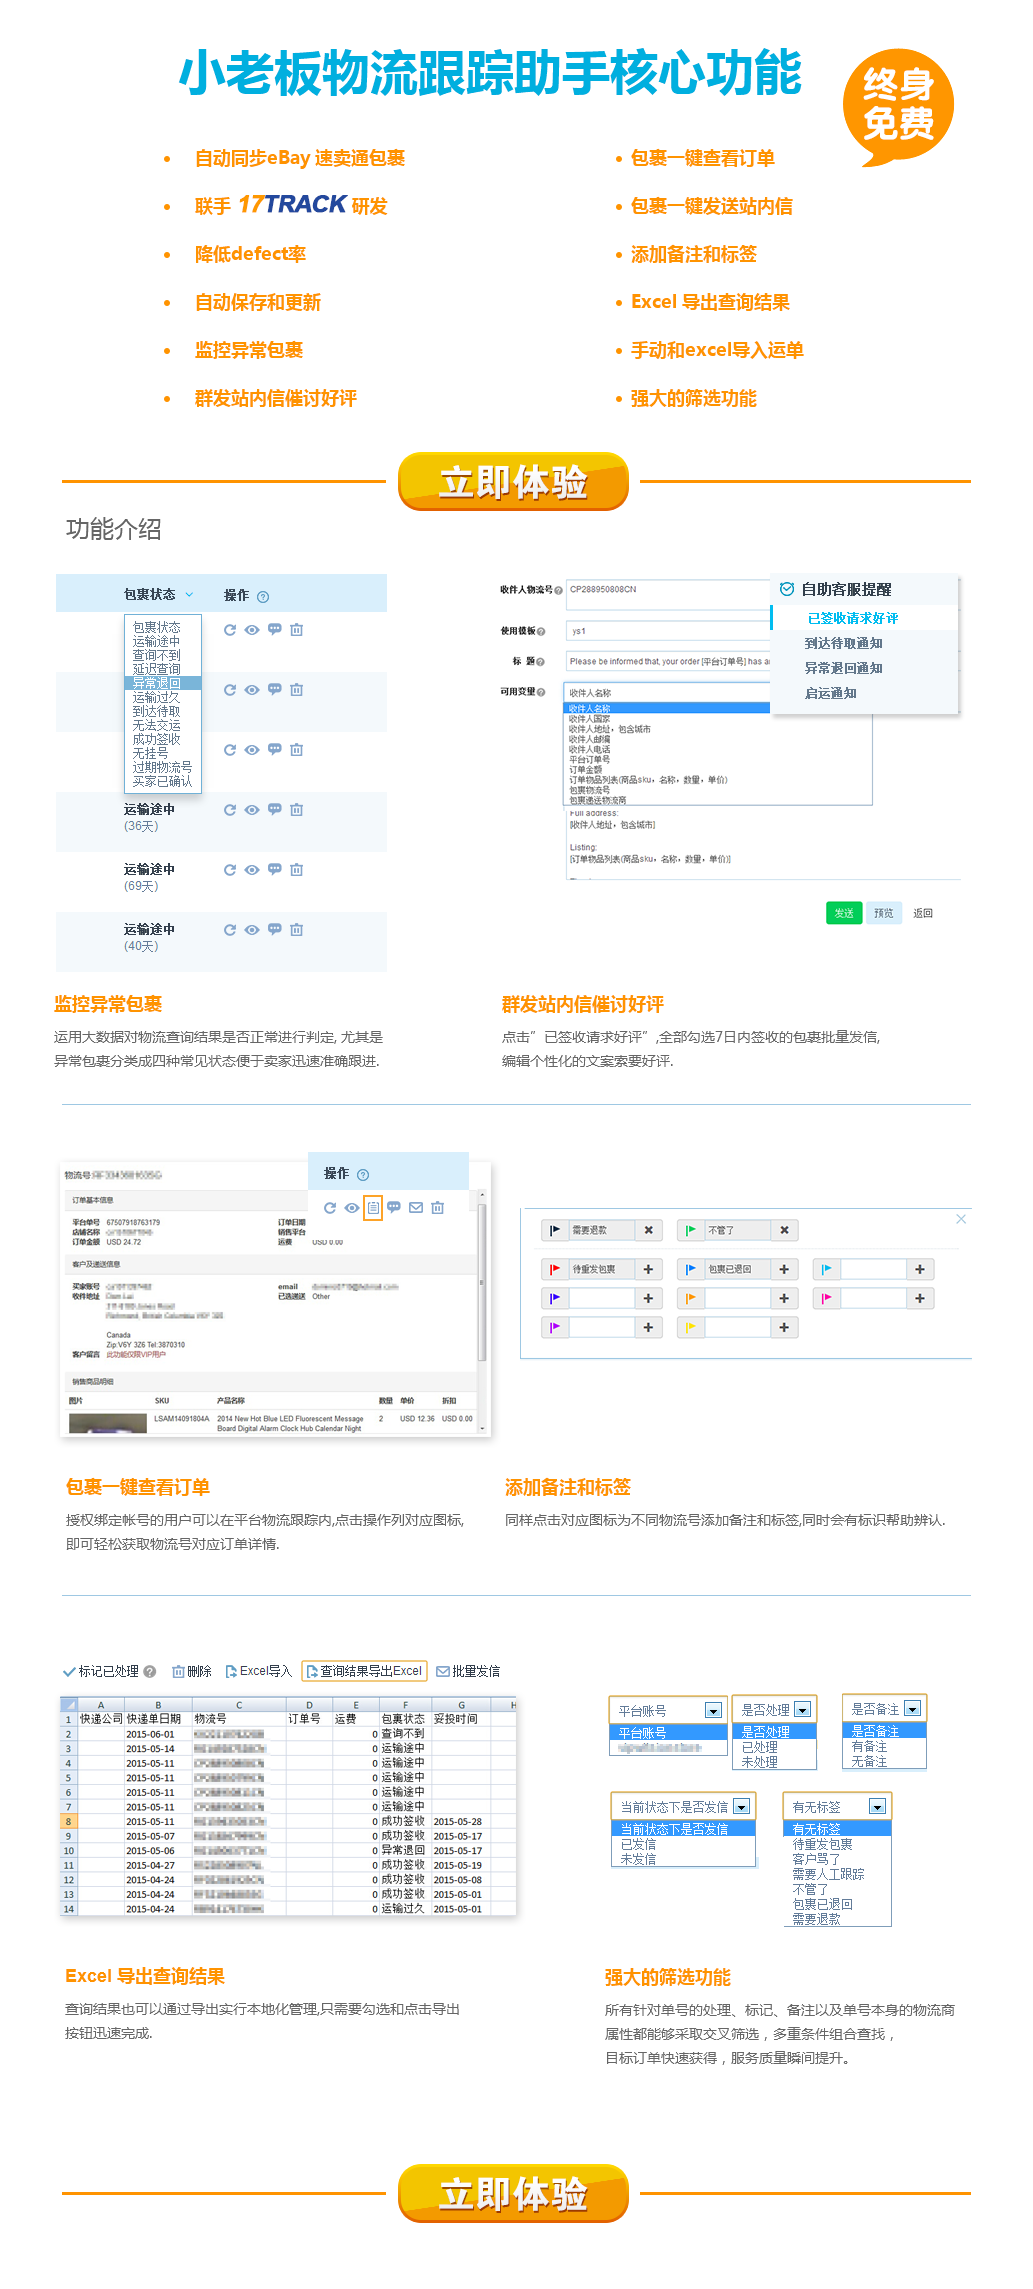 小老板物流跟踪助手核心功能
终身
免费
• 自动同步eBay 速卖通包裹
• 联手 17TRACK 研发
• 降低defect率
• 自动保存和更新
• 监控异常包裹
• 群发站内信催讨好评
• 包裹一键查看订单
• 包裹一键发送站内信
• 添加备注和标签
• Excel 导出查询结果
• 手动和excel导入运单
• 强大的筛选功能
立即体验
功能介绍
包裹状态 操作 ?
包裹状态
运输途中
查询不到
延迟查询
异常退回
运输过久
到达待取
无法交运
成功签收
无挂号
过期物流号
买家已确认
运输途中
(36天)
运输途中
(69天)
运输途中
(40天)
收件人物流号 CP288950808CN
使用模板 ys1
标 题 Please be informed that, your order [平台订单号] has a
可用变量 收件人名称
收件人名称
收件人国家
收件人地址，包含城市
收件人邮编
收件人电话
平台订单号
订单金额
订单物品列表(商品sku，名称，数量，单价)
包裹物流号
包裹递送物流商
Full address:
[收件人地址，包含城市]
Listing:
[订单物品列表(商品sku，名称，数量，单价)]
发送 预览 返回
自助客服提醒
已签收请求好评
到达待取通知
异常退回通知
启运通知
监控异常包裹
运用大数据对物流查询结果是否正常进行判定, 尤其是
异常包裹分类成四种常见状态便于卖家迅速准确跟进.
群发站内信催讨好评
点击”已签收请求好评”,全部勾选7日内签收的包裹批量发信,
编辑个性化的文案索要好评.
物流号:
操作 ?
订单基本信息
平台单号 67507918763179 订单日期
店铺名称 销售平台
订单金额 USD 24.72 运费 USD 0.00
客户及递送信息
买家账号 email
收件地址 已选递送 Other
Canada
Zip:V6Y 3Z6 Tel:3870310
客户留言 此功能仅限VIP用户
销售商品明细
图片 SKU 产品名称 数量 单价 折扣
LSAM14091804A 2014 New Hot Blue LED Fluorescent Message 2 USD 12.36 USD 0.00
Board Digital Alarm Clock Hub Calendar Night
需要退款 不管了
待重发包裹 包裹已退回
包裹一键查看订单
授权绑定帐号的用户可以在平台物流跟踪内,点击操作列对应图标,
即可轻松获取物流号对应订单详情.
添加备注和标签
同样点击对应图标为不同物流号添加备注和标签,同时会有标识帮助辨认.
标记已处理 ? 删除 Excel导入 查询结果导出Excel 批量发信
A B C D E F G H
1 快递公司 快递单日期 物流号 订单号 运费 包裹状态 妥投时间
2 2015-06-01 0 查询不到
3 2015-05-14 0 运输途中
4 2015-05-11 0 运输途中
5 2015-05-11 0 运输途中
6 2015-05-11 0 运输途中
7 2015-05-11 0 运输途中
8 2015-05-11 0 成功签收 2015-05-28
9 2015-05-07 0 成功签收 2015-05-17
10 2015-05-06 0 异常退回 2015-05-17
11 2015-04-27 0 成功签收 2015-05-19
12 2015-04-24 0 成功签收 2015-05-08
13 2015-04-24 0 成功签收 2015-05-01
14 2015-04-24 0 运输过久 2015-05-01
平台账号
平台账号
是否处理
是否处理
已处理
未处理
是否备注
是否备注
有备注
无备注
当前状态下是否发信
当前状态下是否发信
已发信
未发信
有无标签
有无标签
待重发包裹
客户骂了
需要人工跟踪
不管了
包裹已退回
需要退款
Excel 导出查询结果
查询结果也可以通过导出实行本地化管理,只需要勾选和点击导出
按钮迅速完成.
强大的筛选功能
所有针对单号的处理、标记、备注以及单号本身的物流商
属性都能够采取交叉筛选，多重条件组合查找，
目标订单快速获得，服务质量瞬间提升。
立即体验